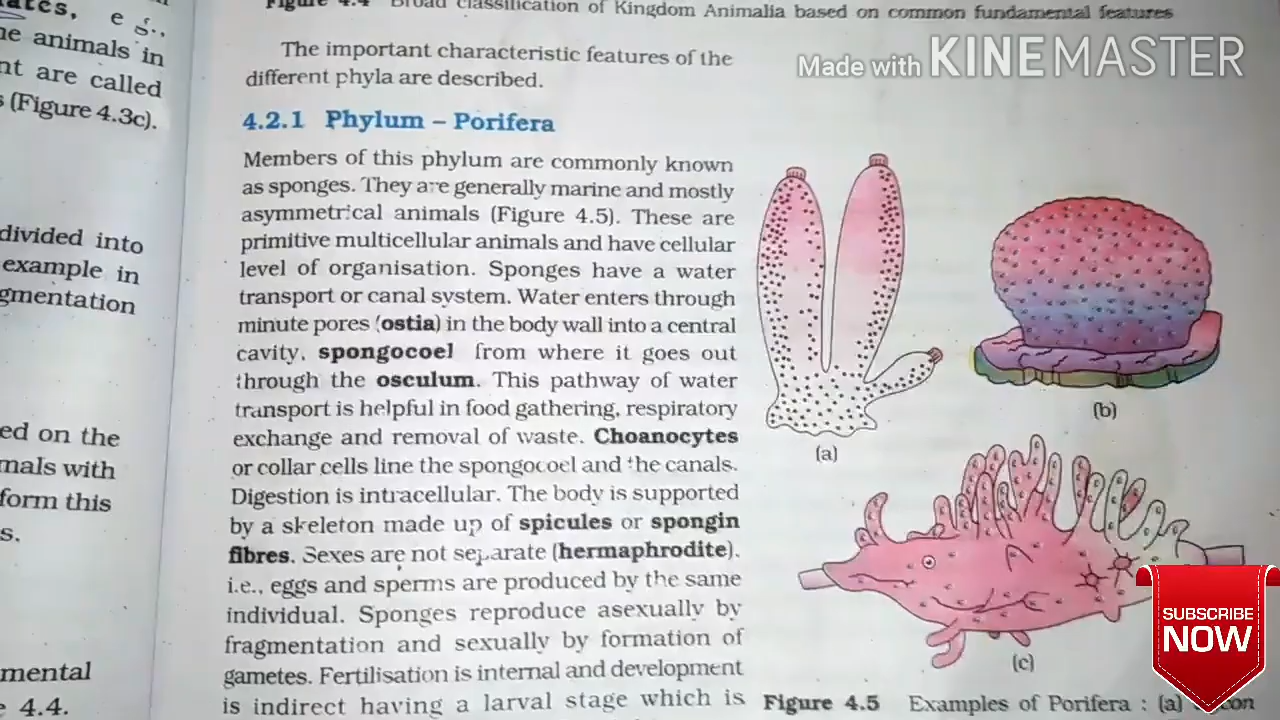 ates, e g.,
ne animals in
nt are called
s (Figure 4.3c).
divided into
example in
gmentation
ed on the
mals with
form this
s.
mental
e 4.4.
Figure 4.4 Broad classification of Kingdom Animalia based on common fundamental features
The important characteristic features of the
different phyla are described.
4.2.1 Phylum – Porifera
Members of this phylum are commonly known
as sponges. They are generally marine and mostly
asymmetrical animals (Figure 4.5). These are
primitive multicellular animals and have cellular
level of organisation. Sponges have a water
transport or canal system. Water enters through
minute pores (ostia) in the body wall into a central
cavity, spongocoel from where it goes out
through the osculum. This pathway of water
transport is helpful in food gathering, respiratory
exchange and removal of waste. Choanocytes
or collar cells line the spongocoel and the canals.
Digestion is intracellular. The body is supported
by a skeleton made up of spicules or spongin
fibres. Sexes are not separate (hermaphrodite),
i.e., eggs and sperms are produced by the same
individual. Sponges reproduce asexually by
fragmentation and sexually by formation of
gametes. Fertilisation is internal and development
is indirect having a larval stage which is
Made with KINEMASTER
(a)
(b)
(c)
SUBSCRIBE
NOW
Figure 4.5 Examples of Porifera : (a)